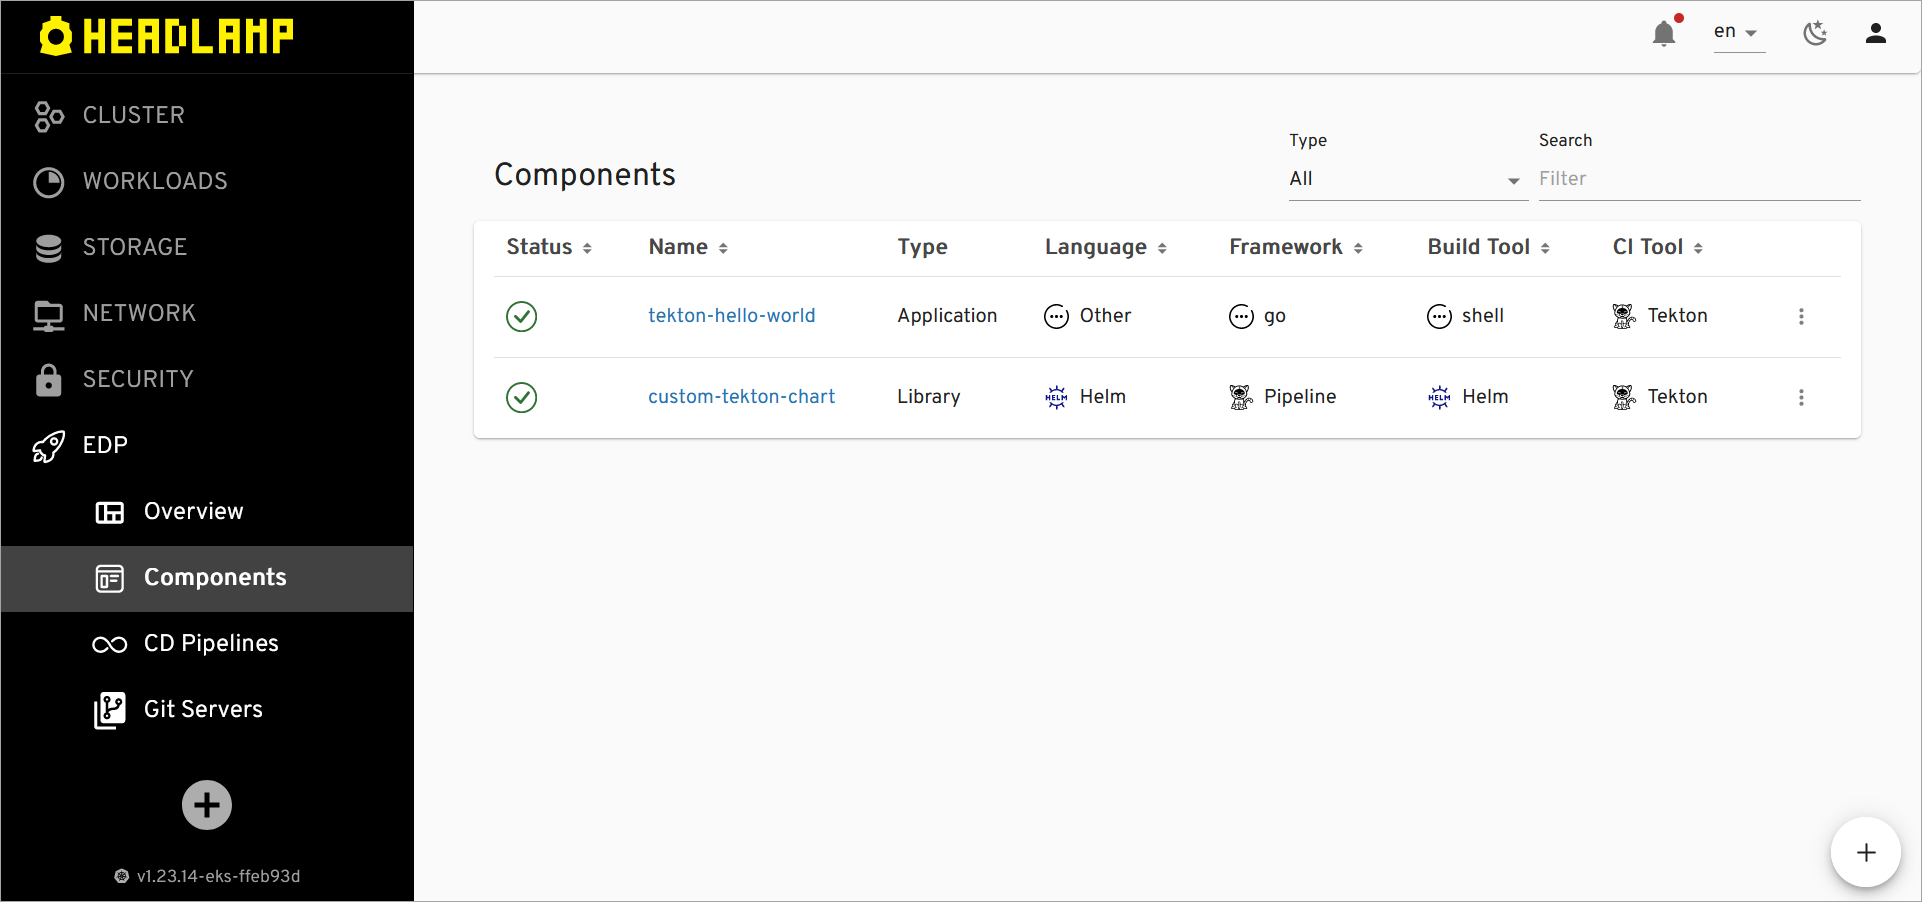 HEADLAMP
en
CLUSTER
WORKLOADS
STORAGE
NETWORK
SECURITY
EDP
Overview
Components
CD Pipelines
Git Servers
v1.23.14-eks-ffeb93d
Components
Type
All
Search
Filter
Status Name Type Language Framework Build Tool CI Tool
tekton-hello-world Application Other go shell Tekton
custom-tekton-chart Library HELM Helm Pipeline HELM Helm Tekton